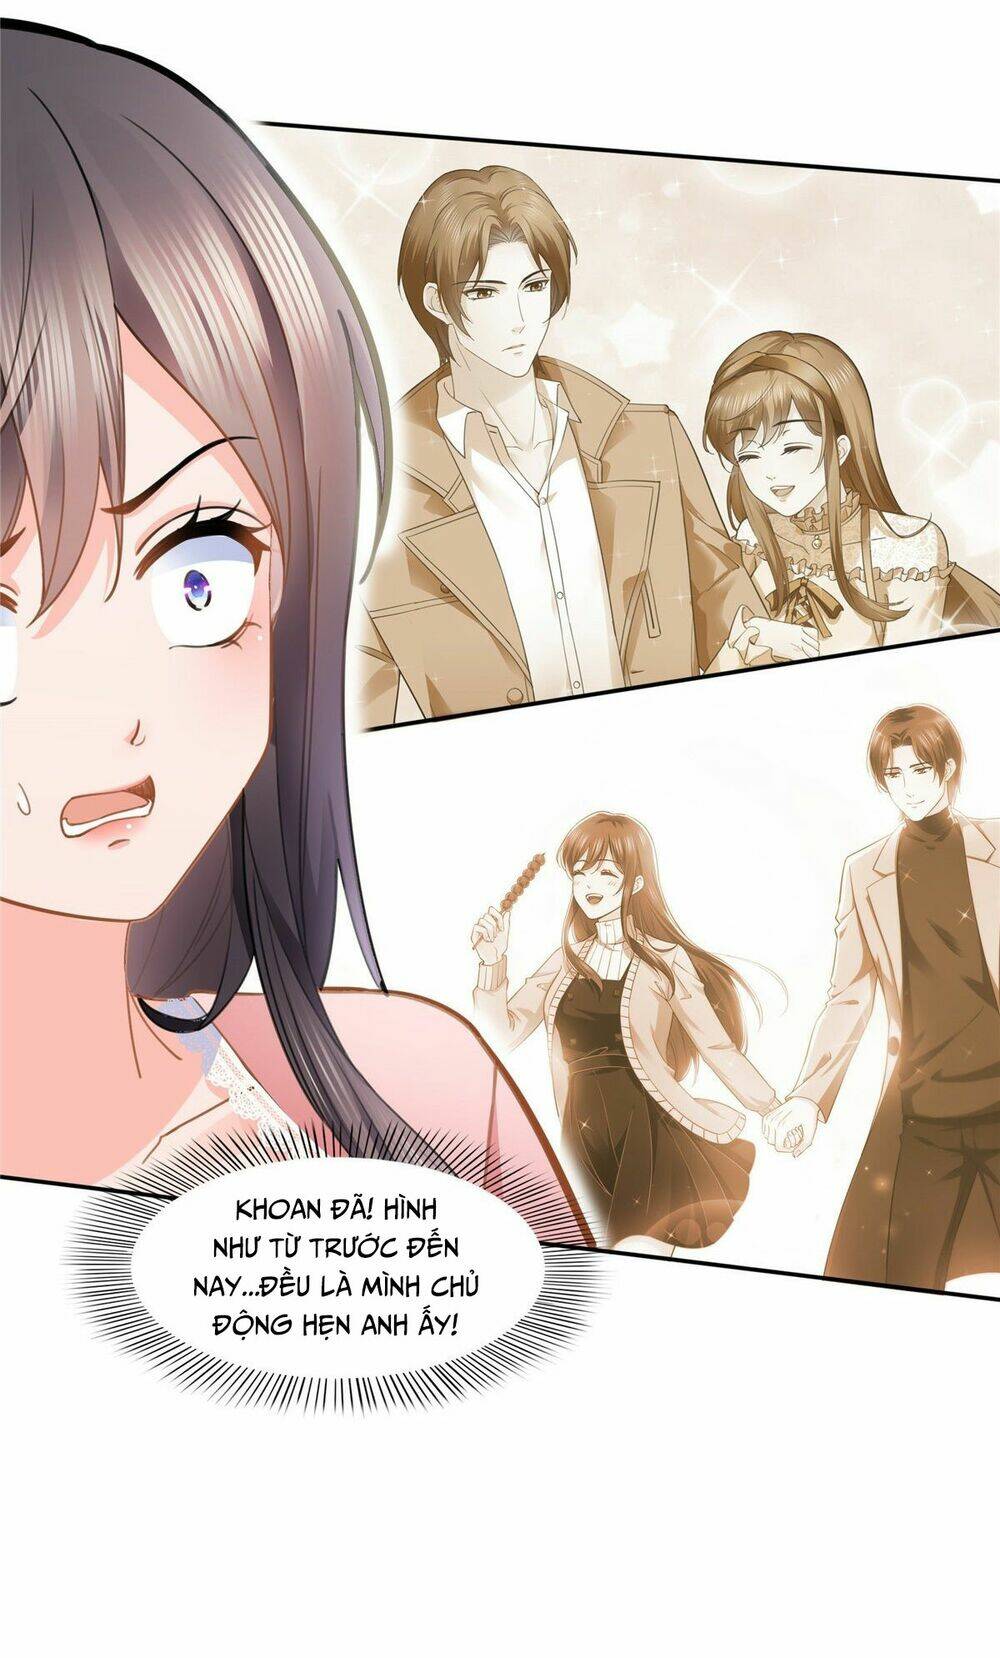 KHOAN ĐÃ! HÌNH
NHƯ TỪ TRƯỚC ĐẾN
NAY...ĐỀU LÀ MÌNH CHỦ
ĐỘNG HẸN ANH ẤY!